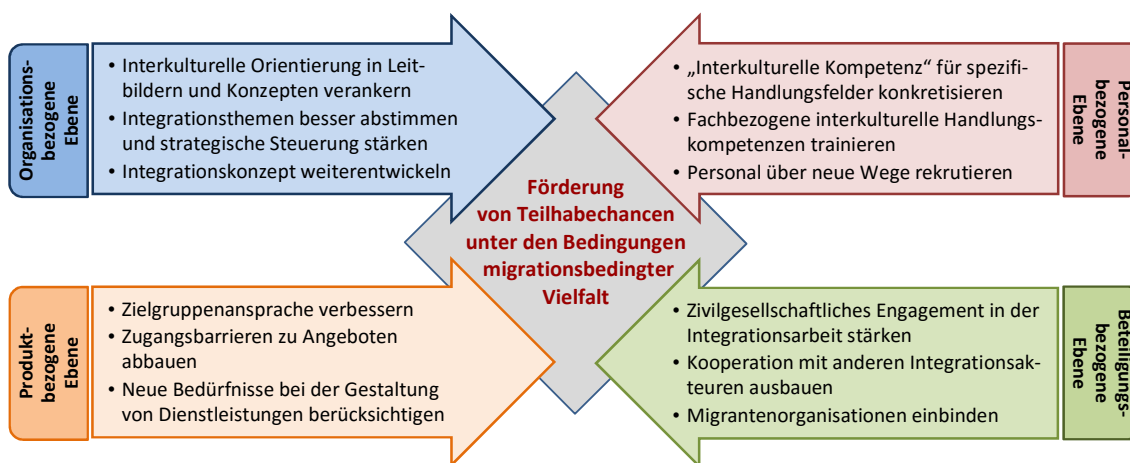 Organisations-
bezogene
Ebene
• Interkulturelle Orientierung in Leit-
bildern und Konzepten verankern
• Integrationsthemen besser abstimmen
und strategische Steuerung stärken
• Integrationskonzept weiterentwickeln
• „Interkulturelle Kompetenz“ für spezifi-
sche Handlungsfelder konkretisieren
• Fachbezogene interkulturelle Handlungs-
kompetenzen trainieren
• Personal über neue Wege rekrutieren
Personal-
bezogene
Ebene
Förderung
von Teilhabechancen
unter den Bedingungen
migrationsbedingter
Vielfalt
Produkt-
bezogene
Ebene
• Zielgruppenansprache verbessern
• Zugangsbarrieren zu Angeboten
abbauen
• Neue Bedürfnisse bei der Gestaltung
von Dienstleistungen berücksichtigen
• Zivilgesellschaftliches Engagement in der
Integrationsarbeit stärken
• Kooperation mit anderen Integrationsak-
teuren ausbauen
• Migrantenorganisationen einbinden
Beteiligungs-
bezogene
Ebene